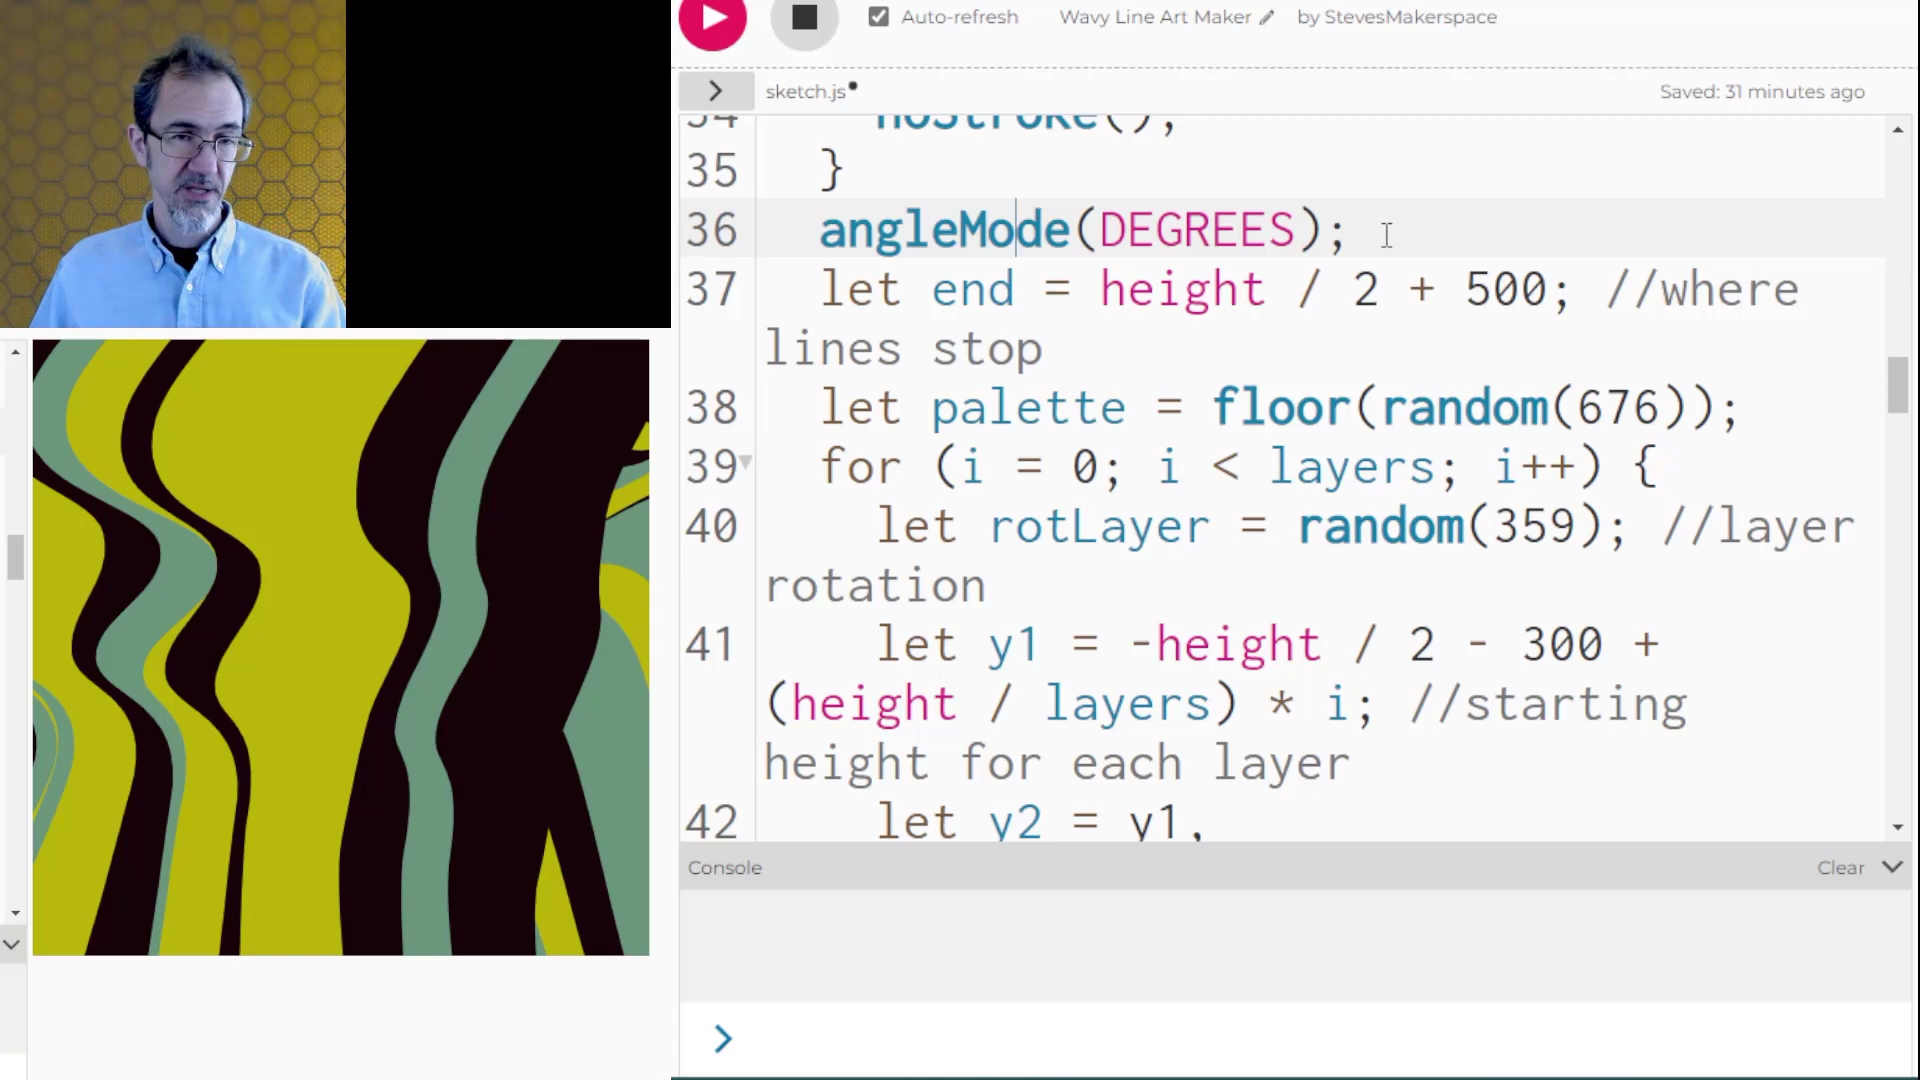 Auto-refresh Wavy Line Art Maker by StevesMakerspace
sketch.js Saved: 31 minutes ago
34 noStroke();
35 }
36 angleMode(DEGREES);
37 let end = height / 2 + 500; //where
lines stop
38 let palette = floor(random(676));
39 for (i = 0; i < layers; i++) {
40 let rotLayer = random(359); //layer
rotation
41 let y1 = -height / 2 - 300 +
(height / layers) * i; //starting
height for each layer
42 let y2 = y1,
Console Clear